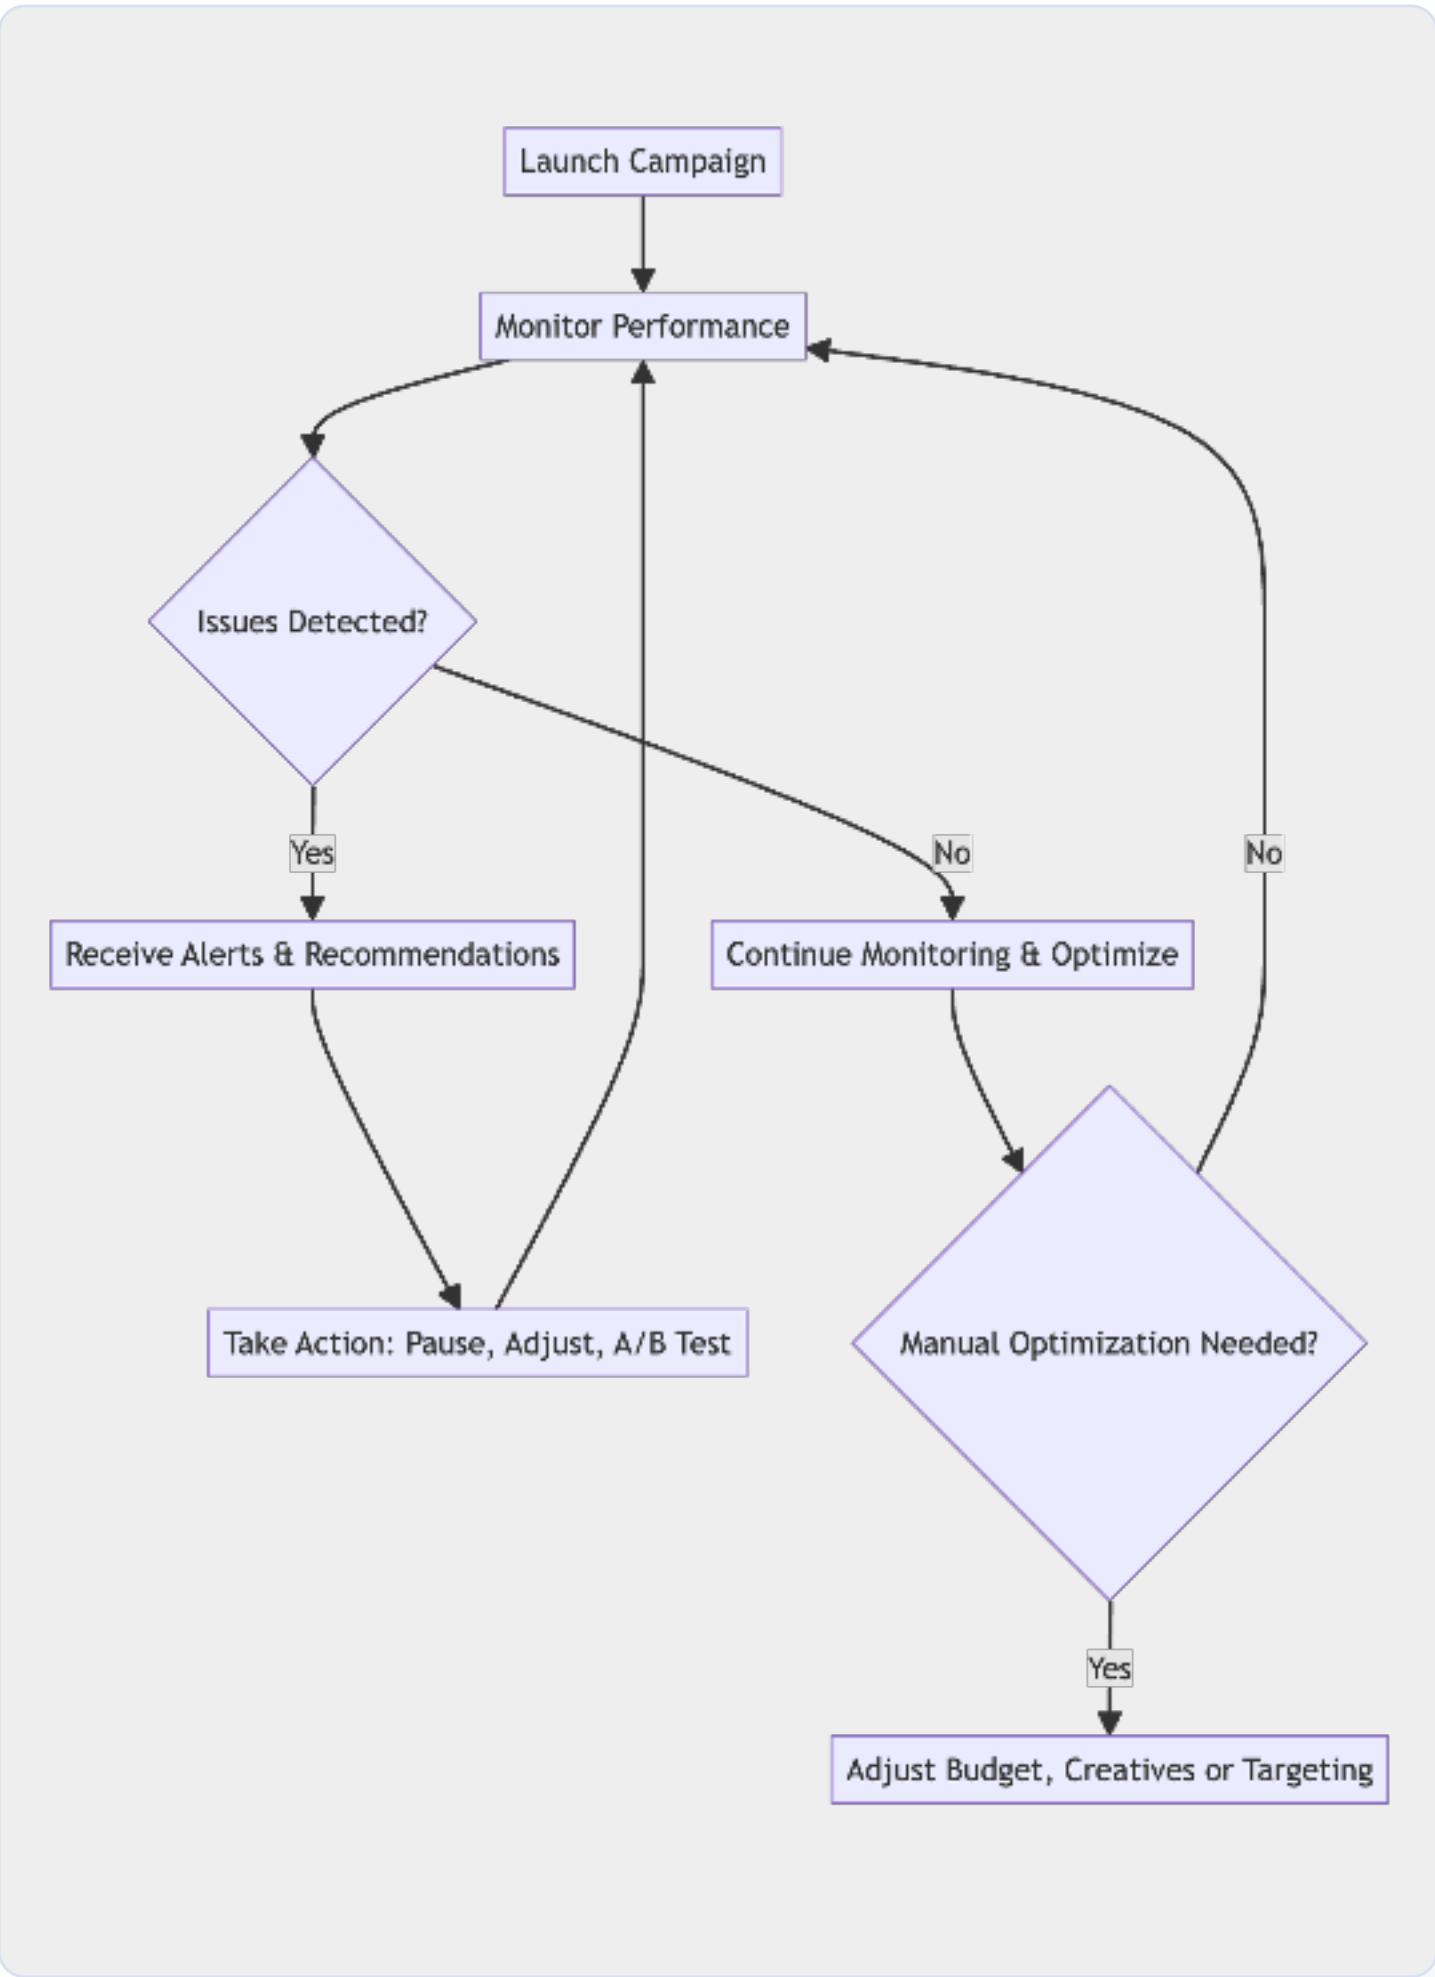 Launch Campaign
Monitor Performance
Issues Detected?
Yes
No
No
Receive Alerts & Recommendations
Continue Monitoring & Optimize
Take Action: Pause, Adjust, A/B Test
Manual Optimization Needed?
Yes
Adjust Budget, Creatives or Targeting